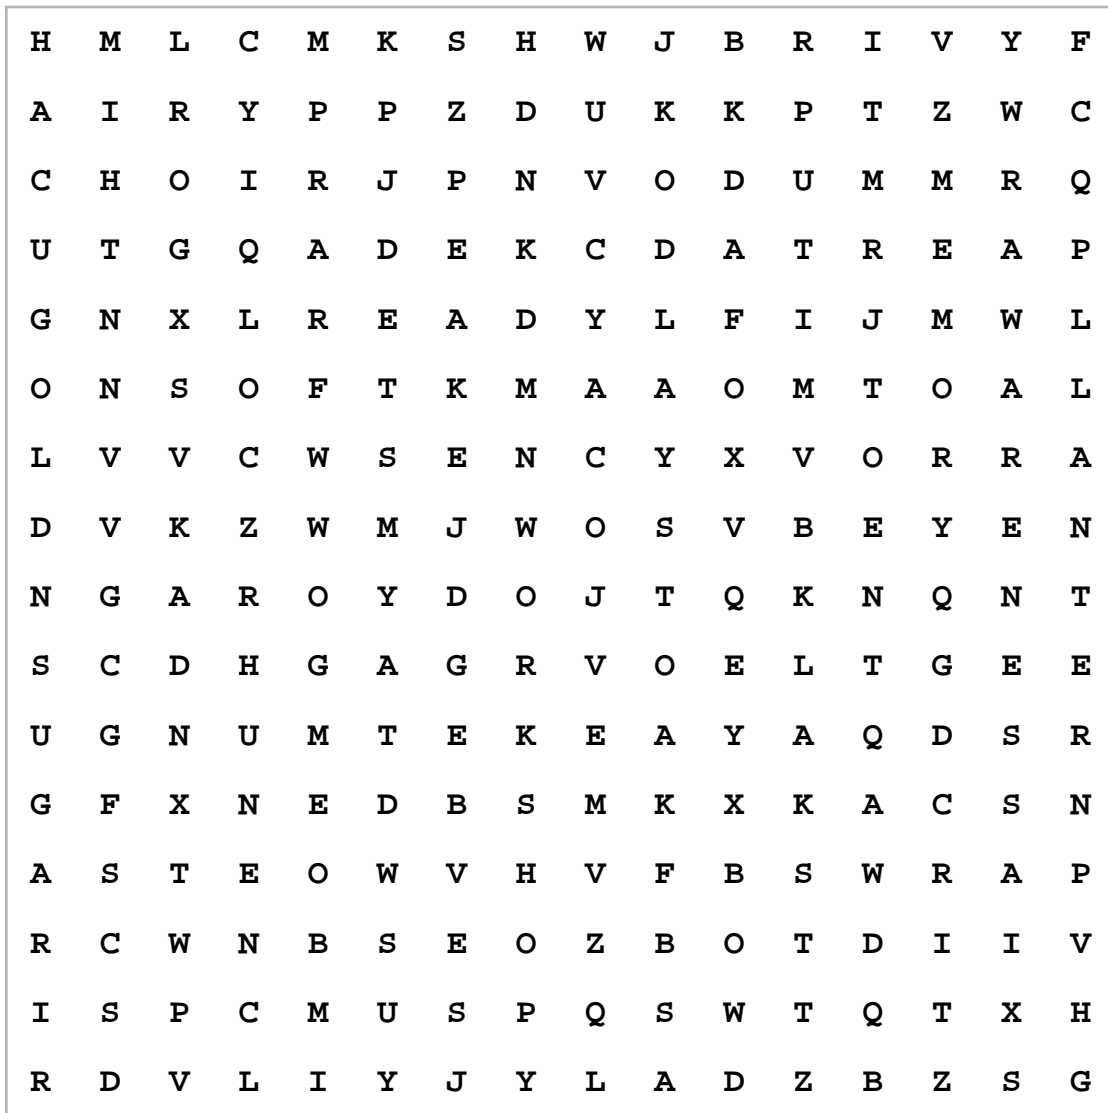 H M L C M K S H W J B R I V Y F
A I R Y P P Z D U K K P T Z W C
C H O I R J P N V O D U M M R Q
U T G Q A D E K C D A T R E A P
G N X L R E A D Y L F I J M W L
O N S O F T K M A A O M T O A L
L V V C W S E N C Y X V O R R A
D V K Z W M J W O S V B E Y E N
N G A R O Y D O J T Q K N Q N T
S C D H G A G R V O E L T G E E
U G N U M T E K E A Y A Q D S R
G F X N E D B S M K X K A C S N
A S T E O W V H V F B S W R A P
R C W N B S E O Z B O T D I I V
I S P C M U S P Q S W T Q T X H
R D V L I Y J Y L A D Z B Z S G